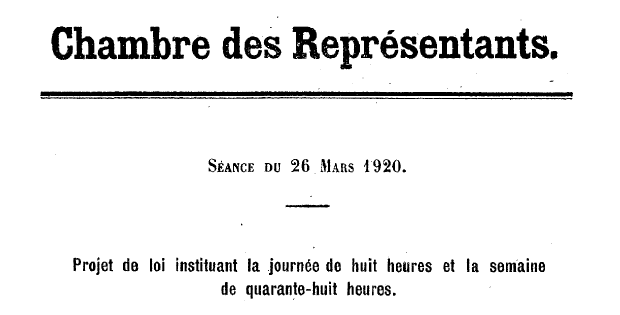 Chambre des Représentants.
Séance du 26 Mars 1920.
Projet de loi instituant la journée de huit heures et la semaine
de quarante-huit heures.